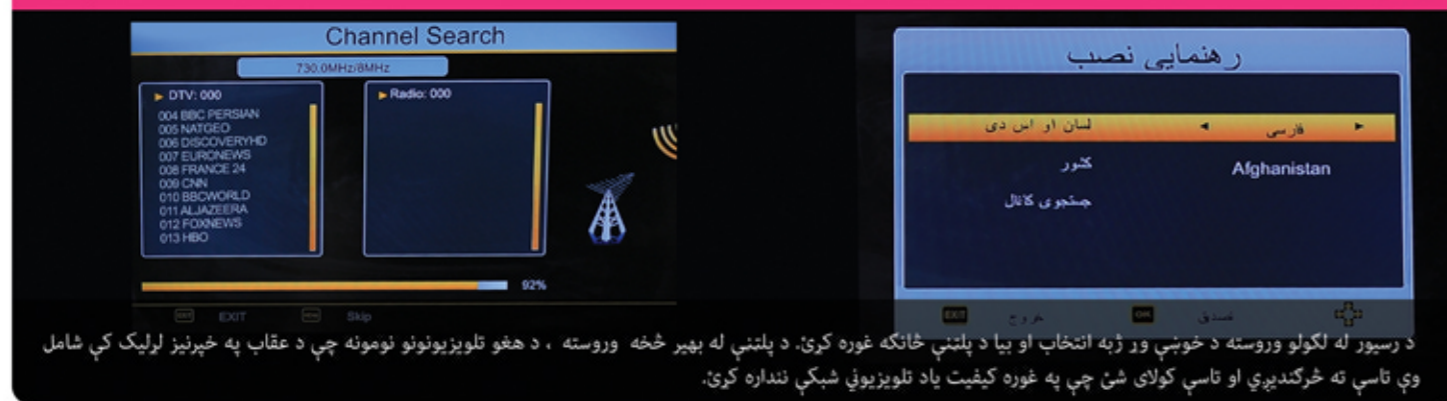 Channel Search
730.0MHz/8MHz
DTV: 000
004 BBC PERSIAN
005 NATGEO
006 DISCOVERYHD
007 EURONEWS
008 FRANCE 24
009 CNN
010 BBCWORLD
011 ALJAZEERA
012 FOXNEWS
013 HBO
Radio: 000
92%
EXIT EXIT MENU Skip
رهنمایی نصب
لسان او اس دی فارسی
کشور Afghanistan
جستجوی کانال
EXIT خروج OK تصدیق
د رسیور له لګولو وروسته د خوښې وړ ژبه انتخاب او بیا د پلټنې څانګه غوره کړئ. د پلټنې له بهیر څخه وروسته ، د هغو تلویزیونونو نومونه چې د عقاب په خپرنیز لړلیک کې شامل
وي تاسې ته څرګندیږي او تاسې کولای شئ چې په غوره کیفیت یاد تلویزیوني شبکې ننداره کړئ.